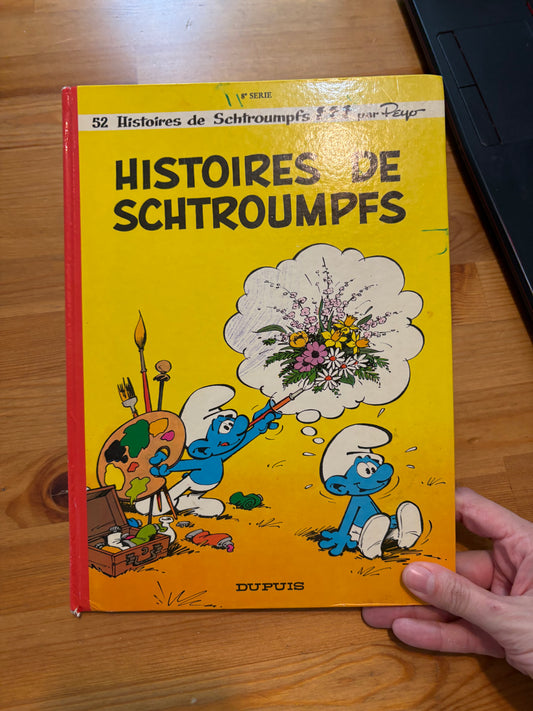 8e SERIE
52 Histoires de Schtroumpfs par Peyo
HISTOIRES DE
SCHTROUMPFS
DUPUIS